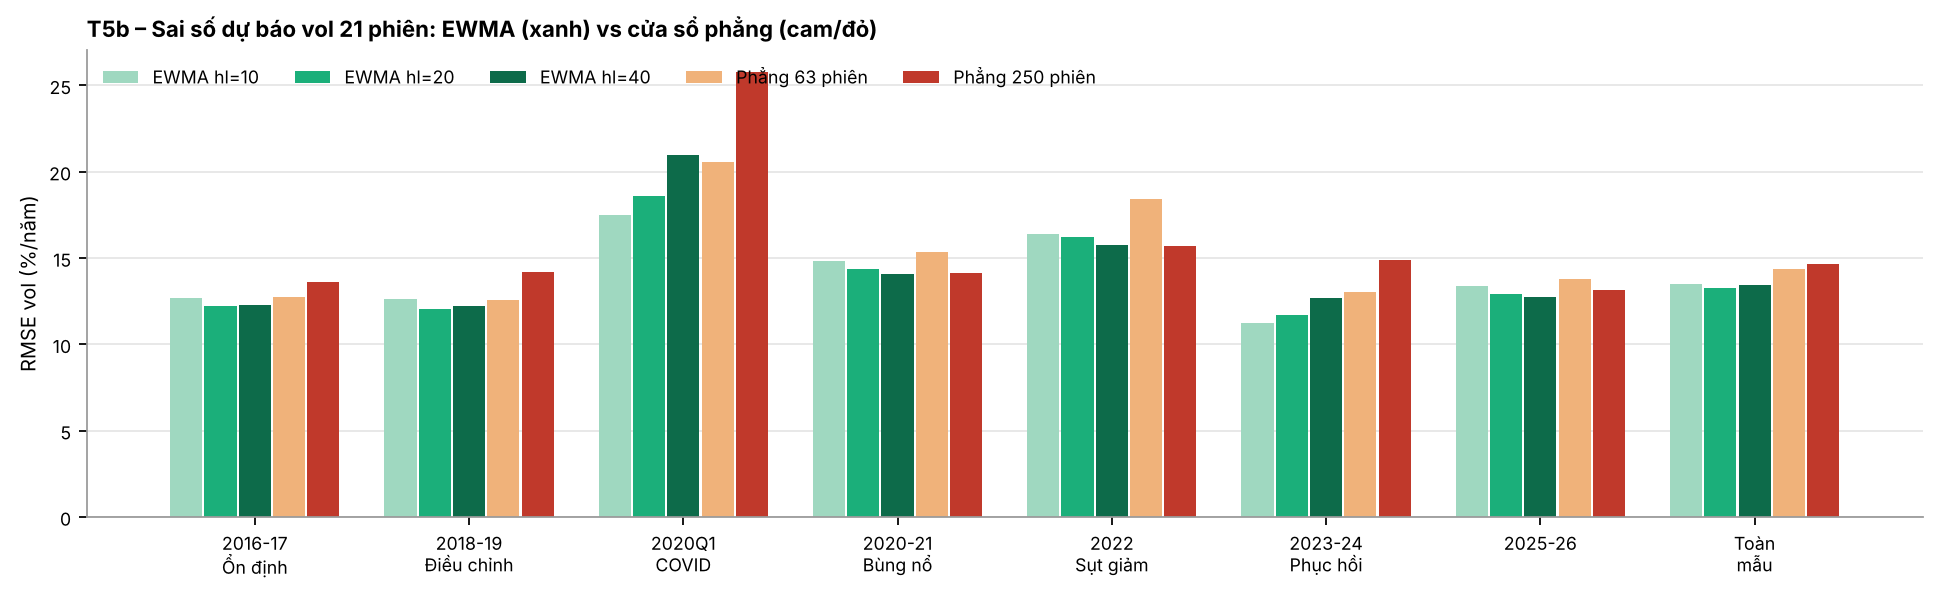 T5b – Sai số dự báo vol 21 phiên: EWMA (xanh) vs cửa sổ phẳng (cam/đỏ)
EWMA hl=10 EWMA hl=20 EWMA hl=40 Phẳng 63 phiên Phẳng 250 phiên
RMSE vol (%/năm)
25
20
15
10
5
0
2016-17 2018-19 2020Q1 2020-21 2022 2023-24 2025-26 Toàn
Ổn định Điều chỉnh COVID Bùng nổ Sụt giảm Phục hồi mẫu